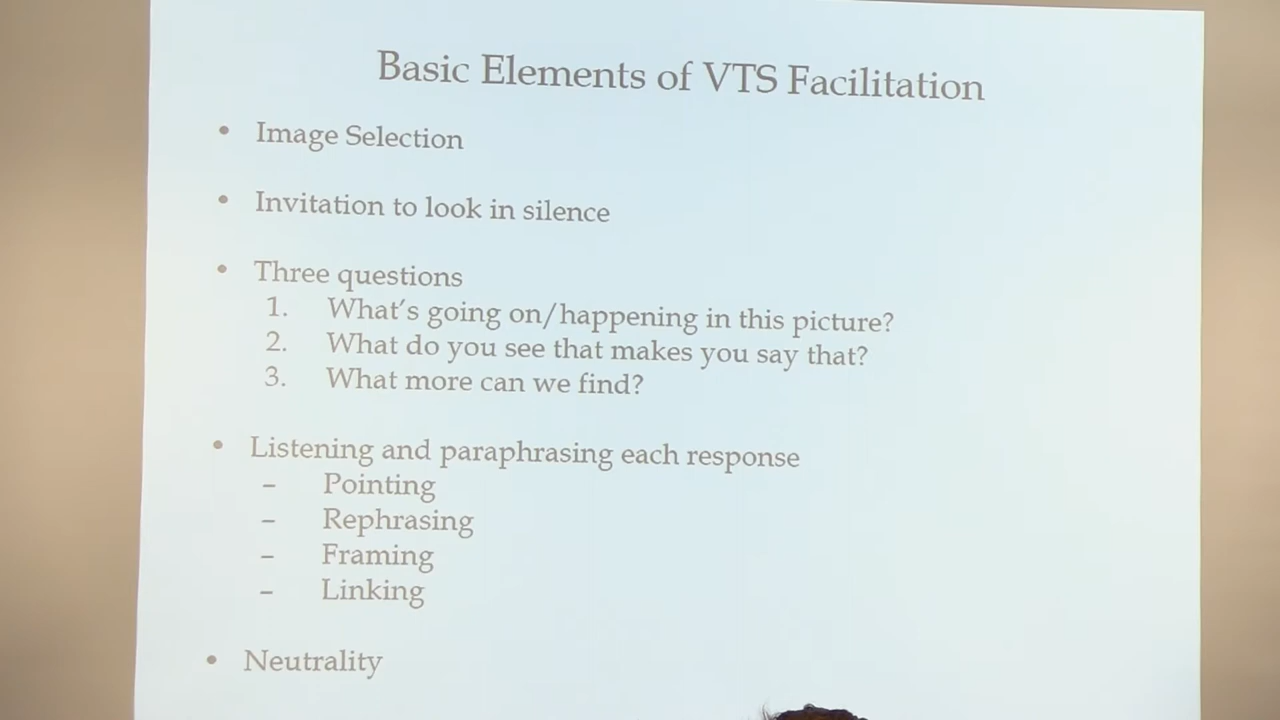 Basic Elements of VTS Facilitation
• Image Selection
• Invitation to look in silence
• Three questions
1. What's going on/happening in this picture?
2. What do you see that makes you say that?
3. What more can we find?
• Listening and paraphrasing each response
– Pointing
– Rephrasing
– Framing
– Linking
• Neutrality